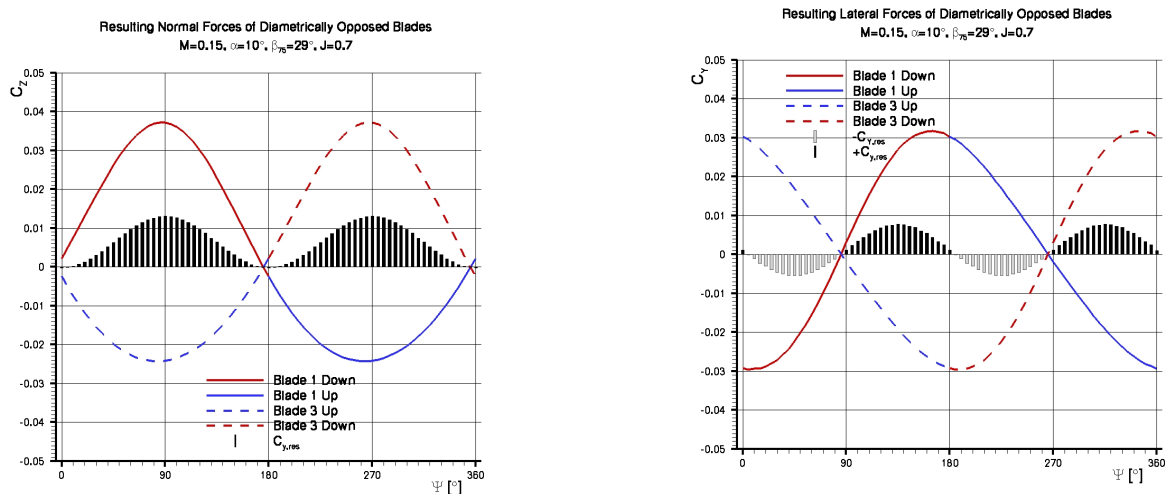 Resulting Normal Forces of Diametrically Opposed Blades
M=0.15, α=10°, β75=29°, J=0.7
C_Z
0.05
0.04
0.03
0.02
0.01
0
-0.01
-0.02
-0.03
-0.04
-0.05
Blade 1 Down
Blade 1 Up
Blade 3 Up
Blade 3 Down
C_y,res
0 90 180 270 360
Ψ [°]
Resulting Lateral Forces of Diametrically Opposed Blades
M=0.15, α=10°, β75=29°, J=0.7
C_Y
0.05
0.04
0.03
0.02
0.01
0
-0.01
-0.02
-0.03
-0.04
-0.05
Blade 1 Down
Blade 1 Up
Blade 3 Up
Blade 3 Down
-C_Y,res
+C_y,res
0 90 180 270 360
Ψ [°]